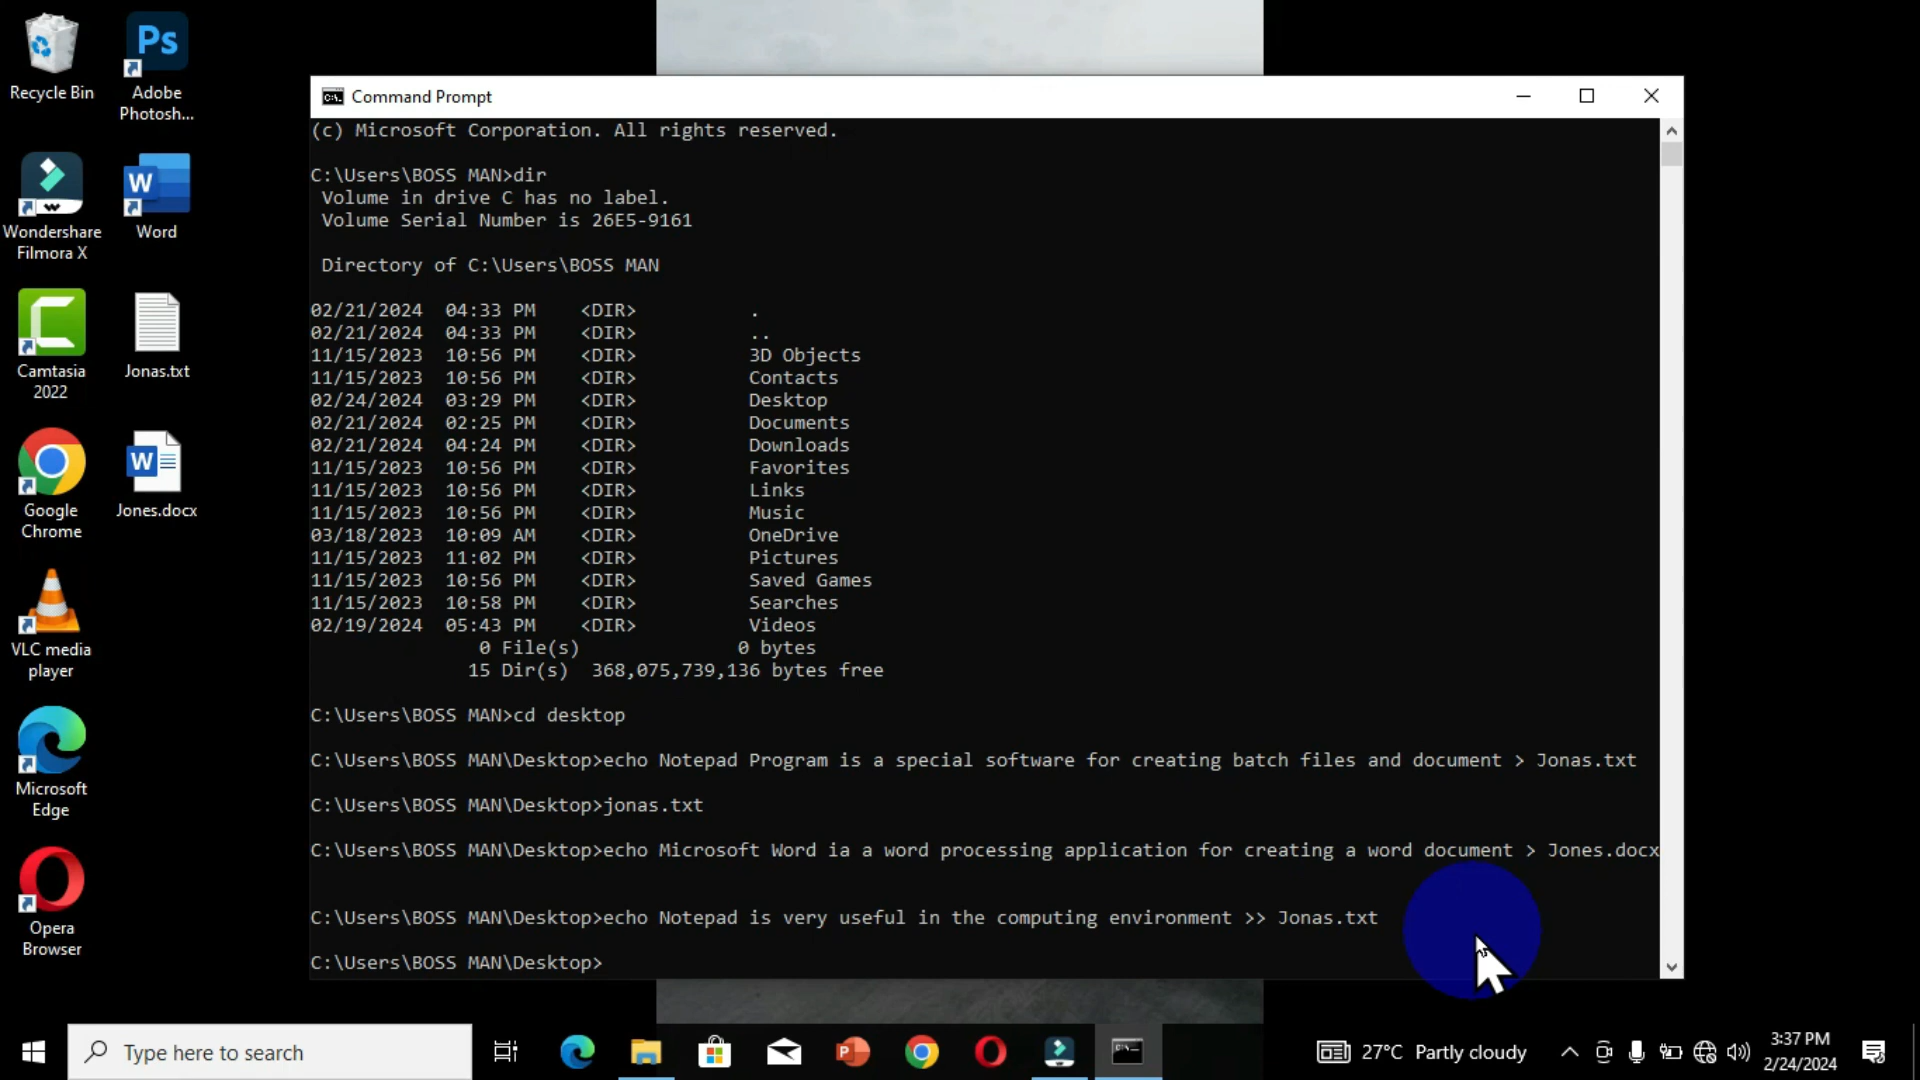 Recycle Bin
Ps
Adobe
Photosh...
Wondershare
Filmora X
W
Word
Camtasia
2022
Jonas.txt
Google
Chrome
W
Jones.docx
VLC media
player
Microsoft
Edge
Opera
Browser
Command Prompt
(c) Microsoft Corporation. All rights reserved.
C:\Users\BOSS MAN>dir
Volume in drive C has no label.
Volume Serial Number is 26E5-9161
Directory of C:\Users\BOSS MAN
02/21/2024 04:33 PM <DIR> .
02/21/2024 04:33 PM <DIR> ..
11/15/2023 10:56 PM <DIR> 3D Objects
11/15/2023 10:56 PM <DIR> Contacts
02/24/2024 03:29 PM <DIR> Desktop
02/21/2024 02:25 PM <DIR> Documents
02/21/2024 04:24 PM <DIR> Downloads
11/15/2023 10:56 PM <DIR> Favorites
11/15/2023 10:56 PM <DIR> Links
11/15/2023 10:56 PM <DIR> Music
03/18/2024 10:09 AM <DIR> OneDrive
11/15/2023 11:02 PM <DIR> Pictures
11/15/2023 10:56 PM <DIR> Saved Games
11/15/2023 10:58 PM <DIR> Searches
02/19/2024 05:43 PM <DIR> Videos
0 File(s) 0 bytes
15 Dir(s) 368,075,739,136 bytes free
C:\Users\BOSS MAN>cd desktop
C:\Users\BOSS MAN\Desktop>echo Notepad Program is a special software for creating batch files and document > Jonas.txt
C:\Users\BOSS MAN\Desktop>jonas.txt
C:\Users\BOSS MAN\Desktop>echo Microsoft Word ia a word processing application for creating a word document > Jones.docx
C:\Users\BOSS MAN\Desktop>echo Notepad is very useful in the computing environment >> Jonas.txt
C:\Users\BOSS MAN\Desktop>
Type here to search
27°C Partly cloudy
3:37 PM
2/24/2024